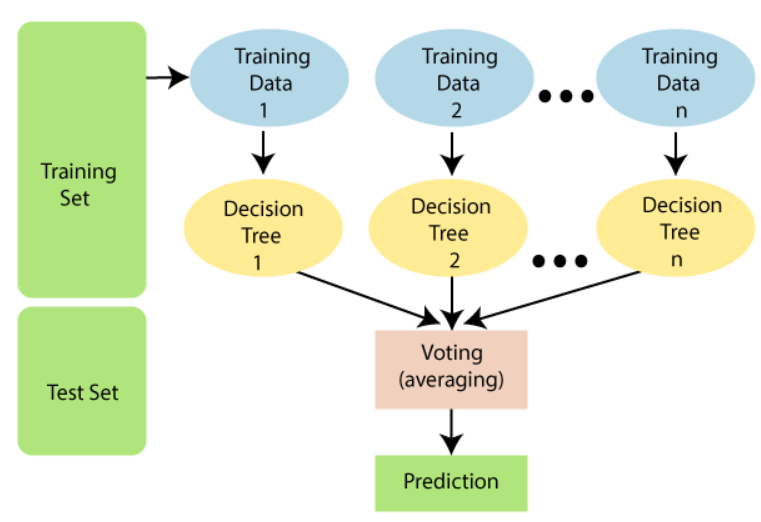 Training
Set
Test Set
Training
Data
1
Training
Data
2
Training
Data
n
Decision
Tree
1
Decision
Tree
2
Decision
Tree
n
Voting
(averaging)
Prediction